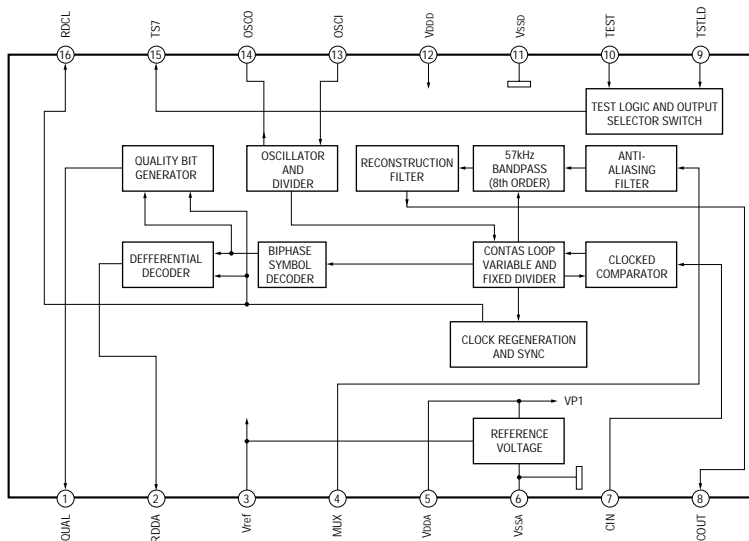 RDCL
TS7
OSCO
OSCI
VDDD
VSSD
TEST
TSTLD
16
15
14
13
12
11
10
9
TEST LOGIC AND OUTPUT
SELECTOR SWITCH
QUALITY BIT
GENERATOR
OSCILLATOR
AND
DIVIDER
RECONSTRUCTION
FILTER
57kHz
BANDPASS
(8th ORDER)
ANTI-
ALIASING
FILTER
DEFFERENTIAL
DECODER
BIPHASE
SYMBOL
DECODER
CONTAS LOOP
VARIABLE AND
FIXED DIVIDER
CLOCKED
COMPARATOR
CLOCK REGENERATION
AND SYNC
VP1
REFERENCE
VOLTAGE
1
2
3
4
5
6
7
8
QUAL
RDDA
Vref
MUX
VDDA
VSSA
CIN
COUT